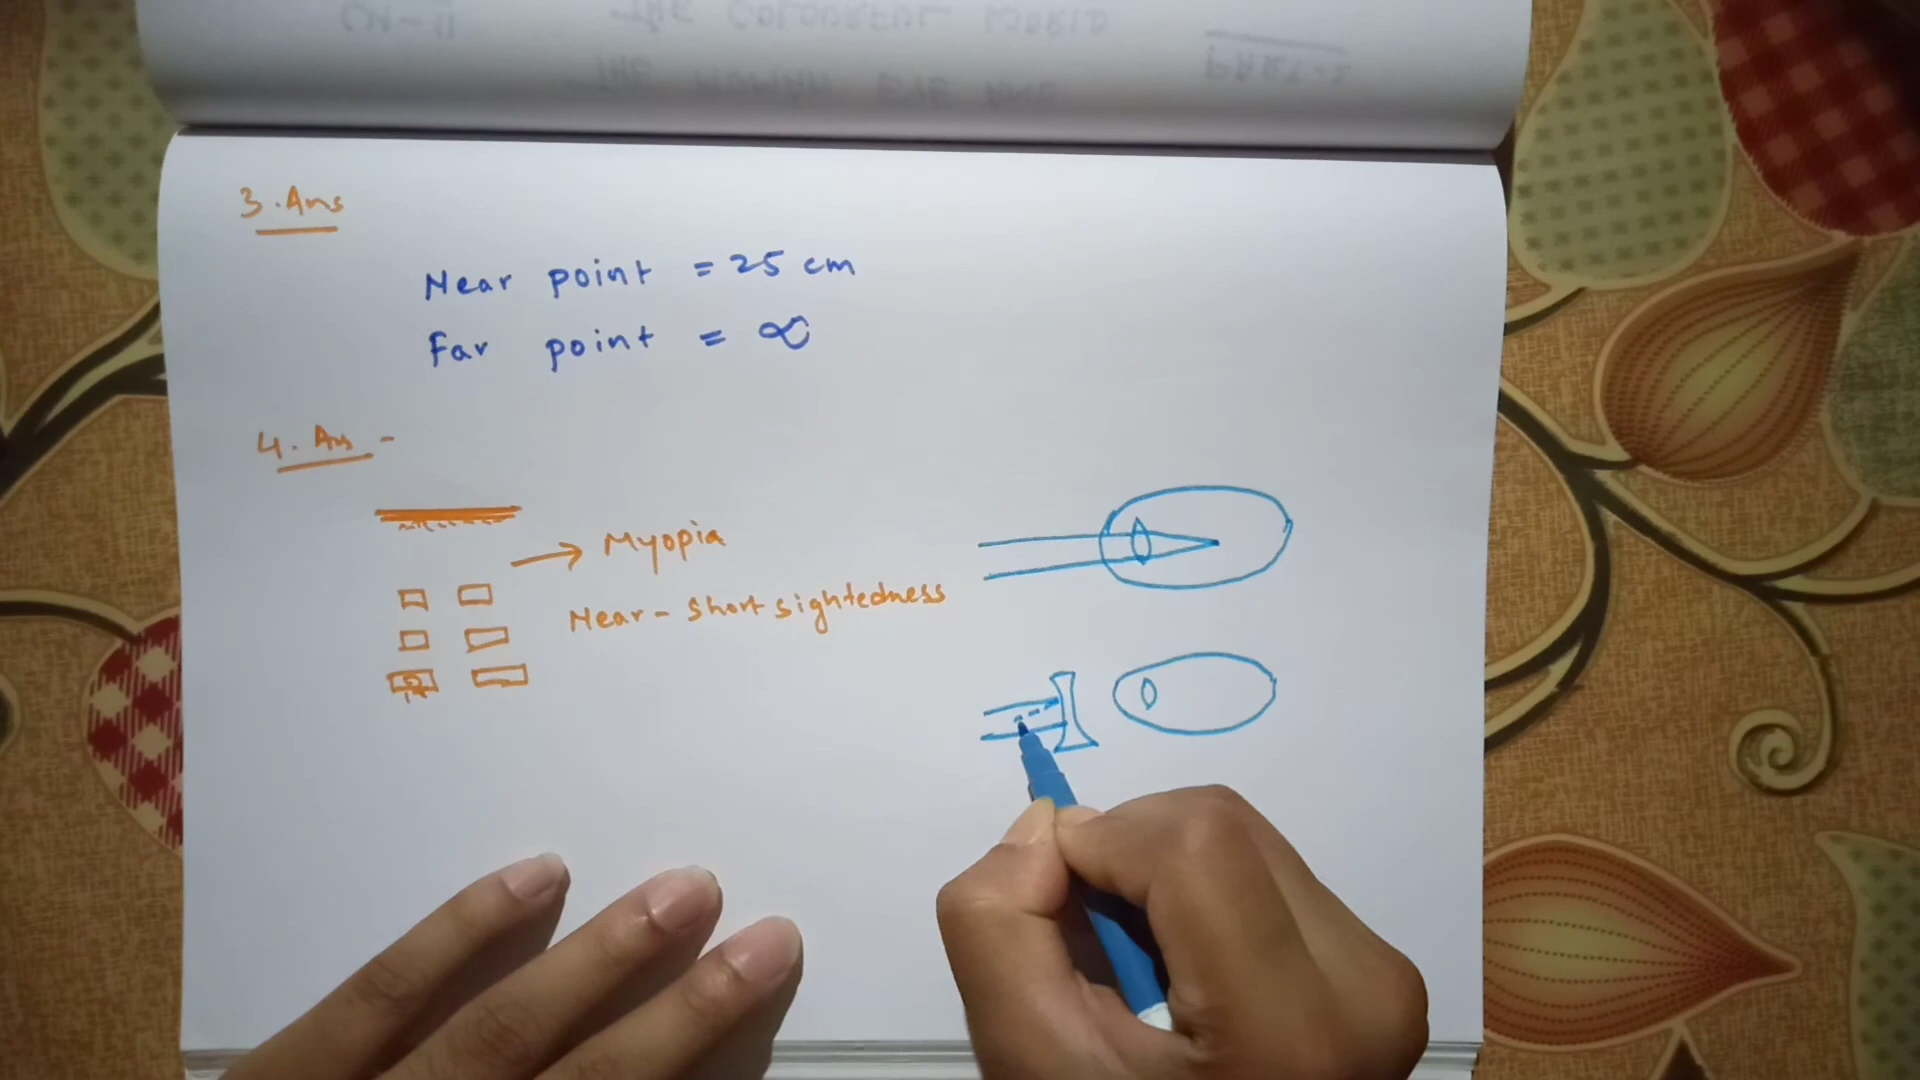 3. Ans
Near point = 25 cm
Far point = ∞
4. Ans -
Myopia
Near - Short sightedness